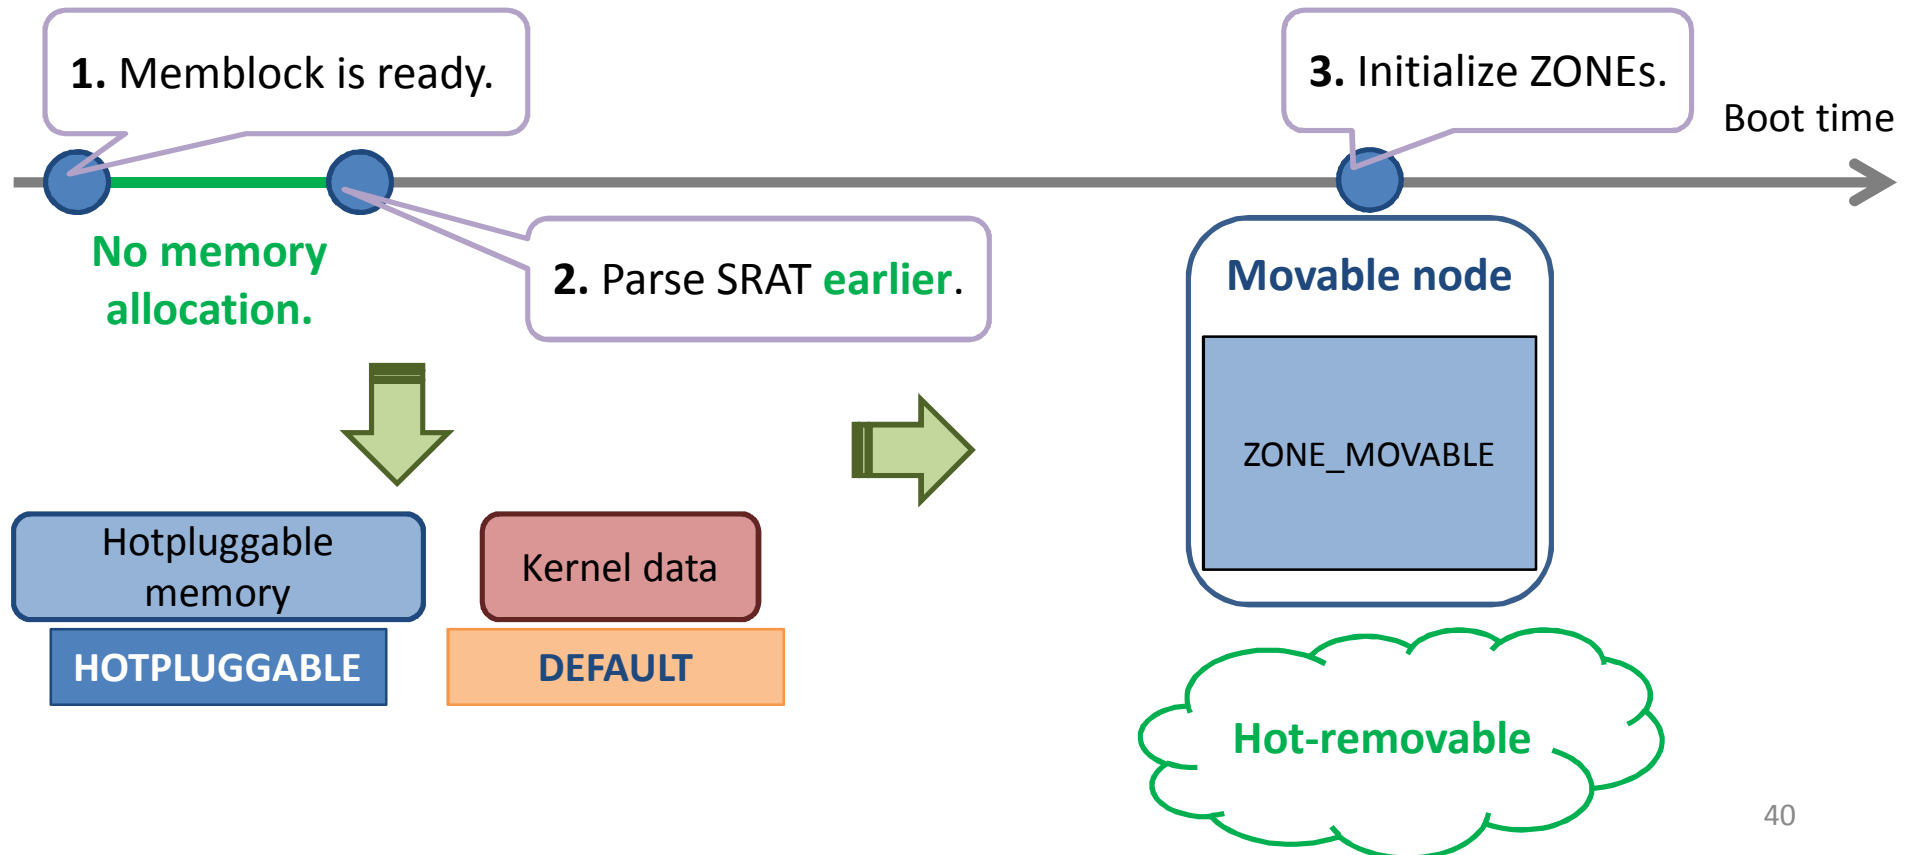 1. Memblock is ready.
3. Initialize ZONEs.
Boot time
No memory
allocation.
2. Parse SRAT earlier.
Movable node
ZONE_MOVABLE
Hotpluggable
memory
Kernel data
HOTPLUGGABLE
DEFAULT
Hot-removable
40